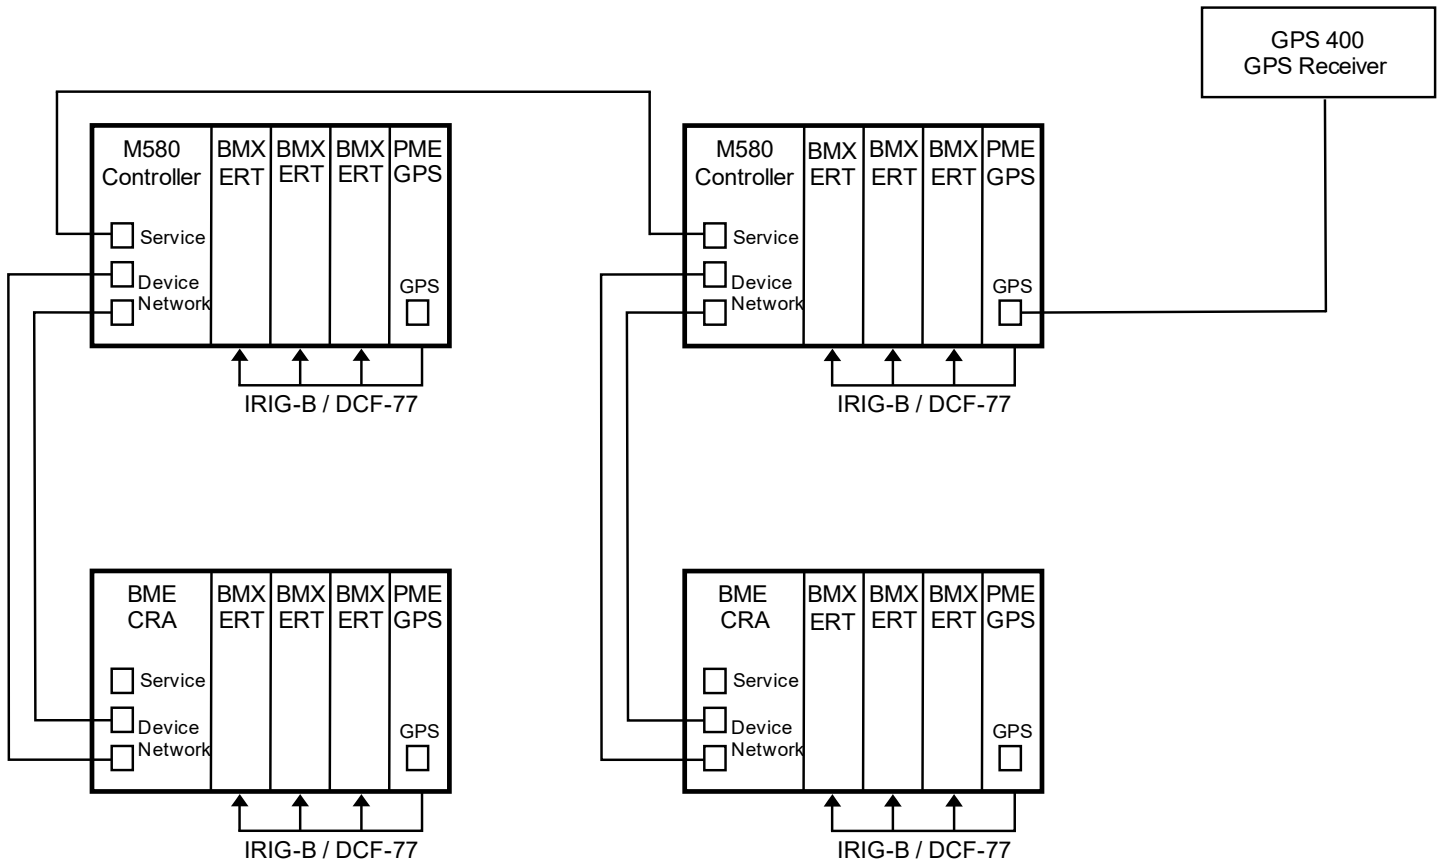 GPS 400
GPS Receiver
M580
Controller
BMX
ERT
BMX
ERT
BMX
ERT
PME
GPS
Service
Device
Network
GPS
IRIG-B / DCF-77
M580
Controller
BMX
ERT
BMX
ERT
BMX
ERT
PME
GPS
Service
Device
Network
GPS
IRIG-B / DCF-77
BME
CRA
BMX
ERT
BMX
ERT
BMX
ERT
PME
GPS
Service
Device
Network
GPS
IRIG-B / DCF-77
BME
CRA
BMX
ERT
BMX
ERT
BMX
ERT
PME
GPS
Service
Device
Network
GPS
IRIG-B / DCF-77